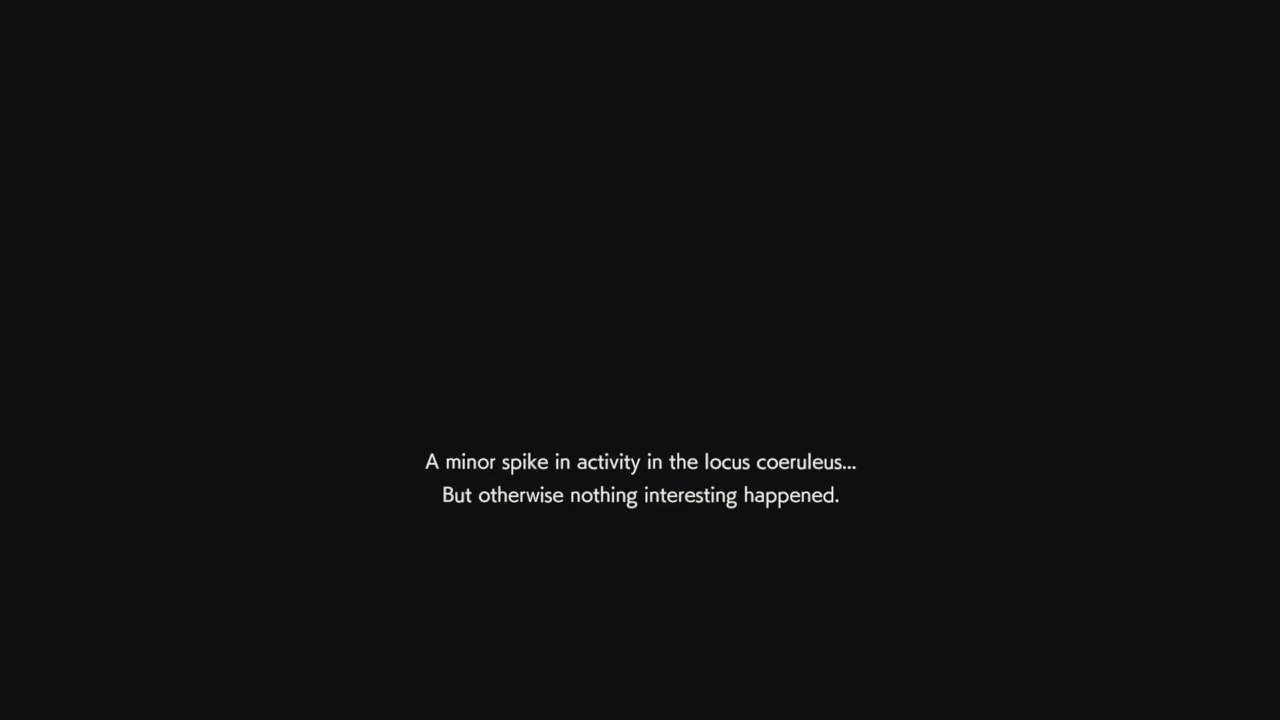 A minor spike in activity in the locus coeruleus...
But otherwise nothing interesting happened.